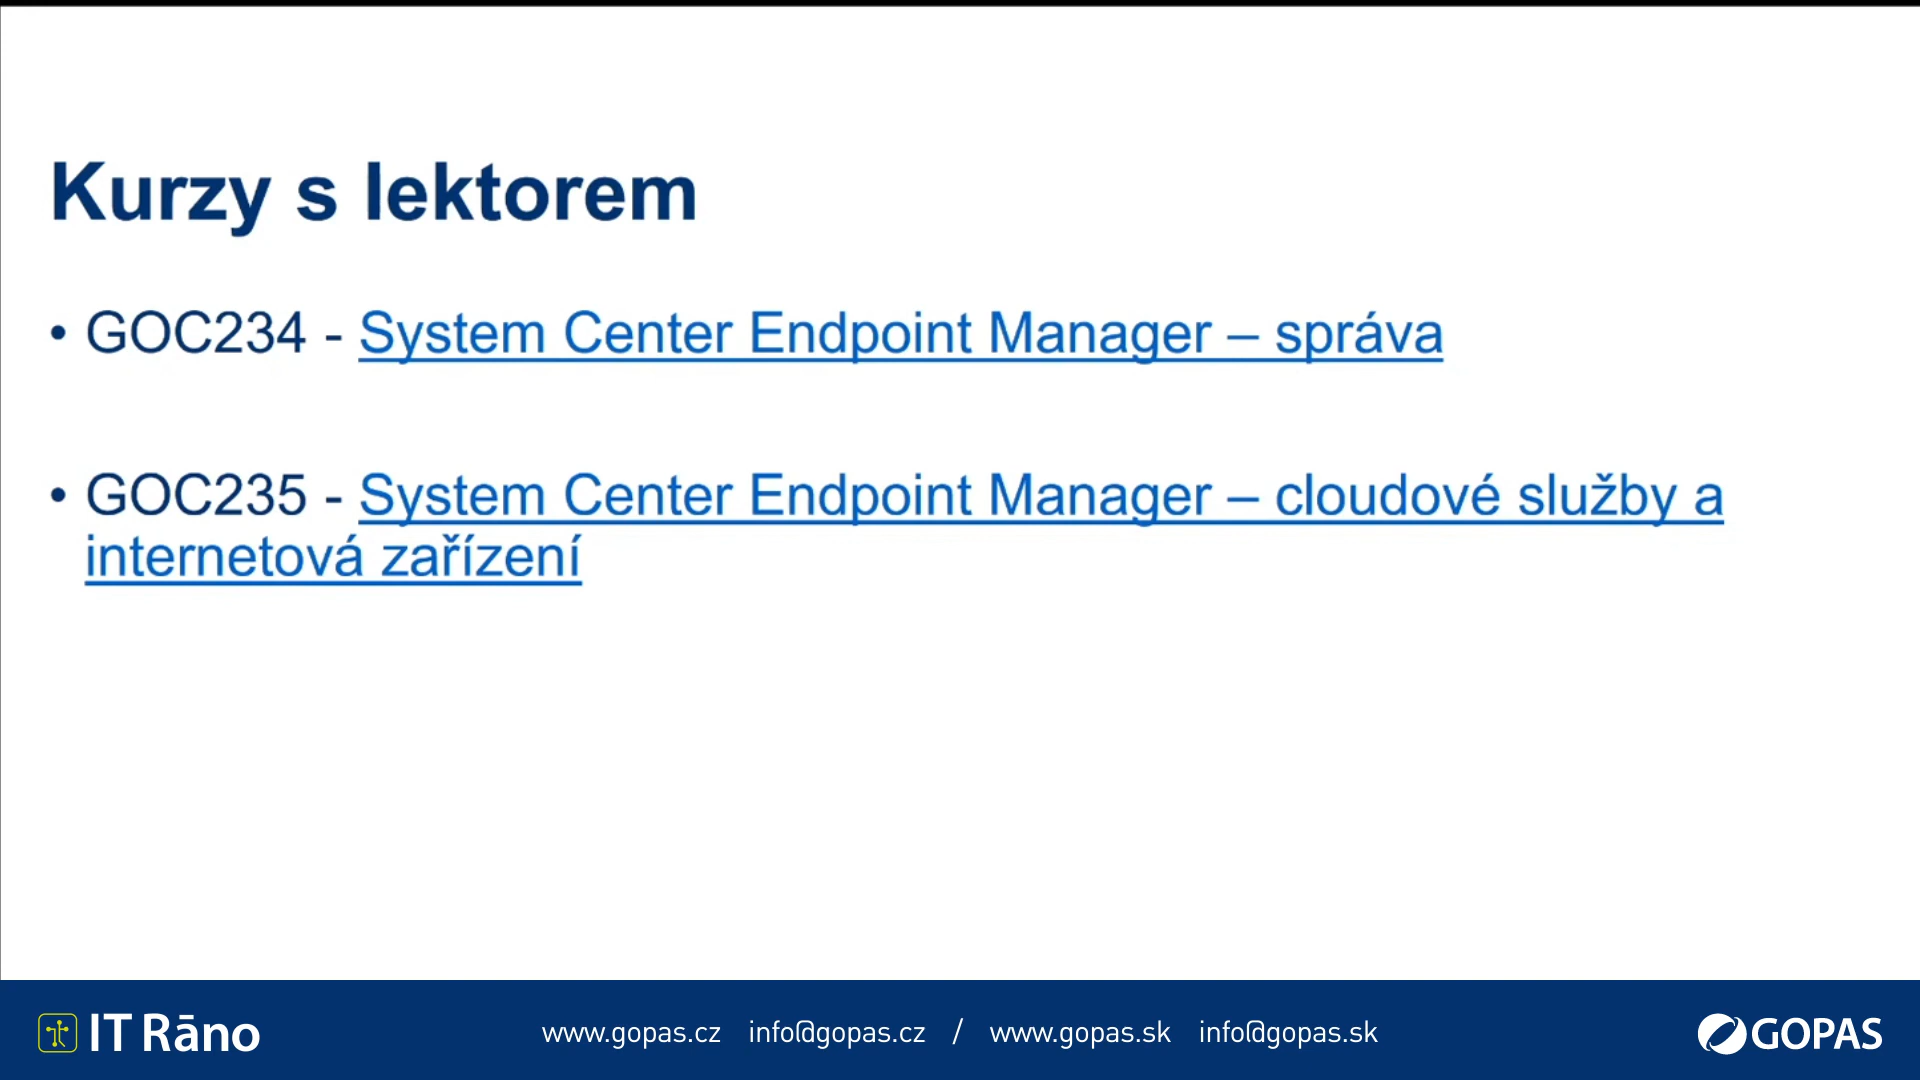 Kurzy s lektorem
• GOC234 - System Center Endpoint Manager – správa
• GOC235 - System Center Endpoint Manager – cloudové služby a
internetová zařízení
IT Rāno
www.gopas.cz info@gopas.cz / www.gopas.sk info@gopas.sk
GOPAS